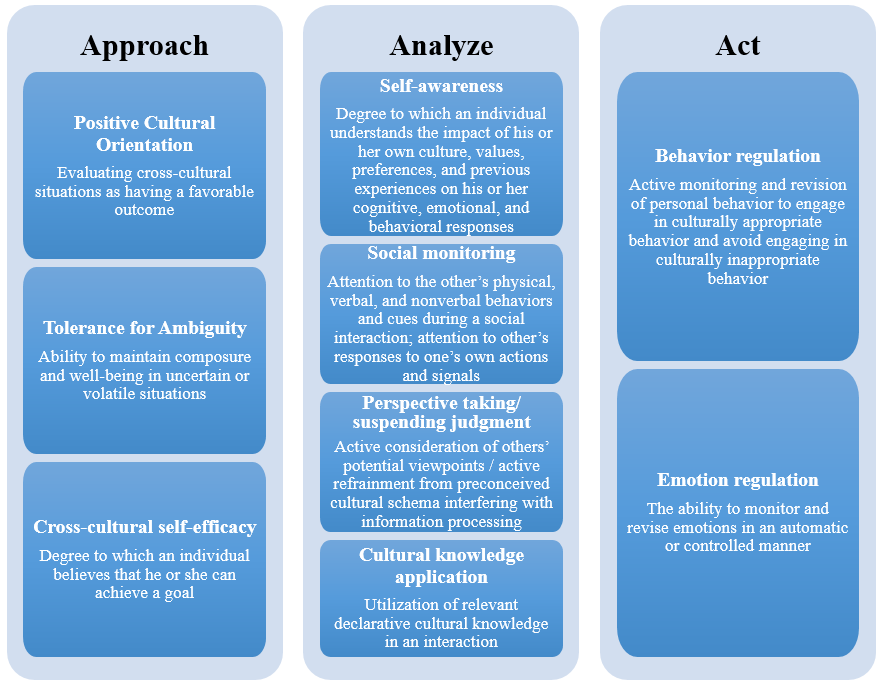 Approach
Positive Cultural
Orientation
Evaluating cross-cultural
situations as having a favorable
outcome
Tolerance for Ambiguity
Ability to maintain composure
and well-being in uncertain or
volatile situations
Cross-cultural self-efficacy
Degree to which an individual
believes that he or she can
achieve a goal
Analyze
Self-awareness
Degree to which an individual
understands the impact of his or
her own culture, values,
preferences, and previous
experiences on his or her
cognitive, emotional, and
behavioral responses
Social monitoring
Attention to the other’s physical,
verbal, and nonverbal behaviors
and cues during a social
interaction; attention to other’s
responses to one’s own actions
and signals
Perspective taking/
suspending judgment
Active consideration of others’
potential viewpoints / active
refrainment from preconceived
cultural schema interfering with
information processing
Cultural knowledge
application
Utilization of relevant
declarative cultural knowledge
in an interaction
Act
Behavior regulation
Active monitoring and revision
of personal behavior to engage
in culturally appropriate
behavior and avoid engaging in
culturally inappropriate
behavior
Emotion regulation
The ability to monitor and
revise emotions in an automatic
or controlled manner